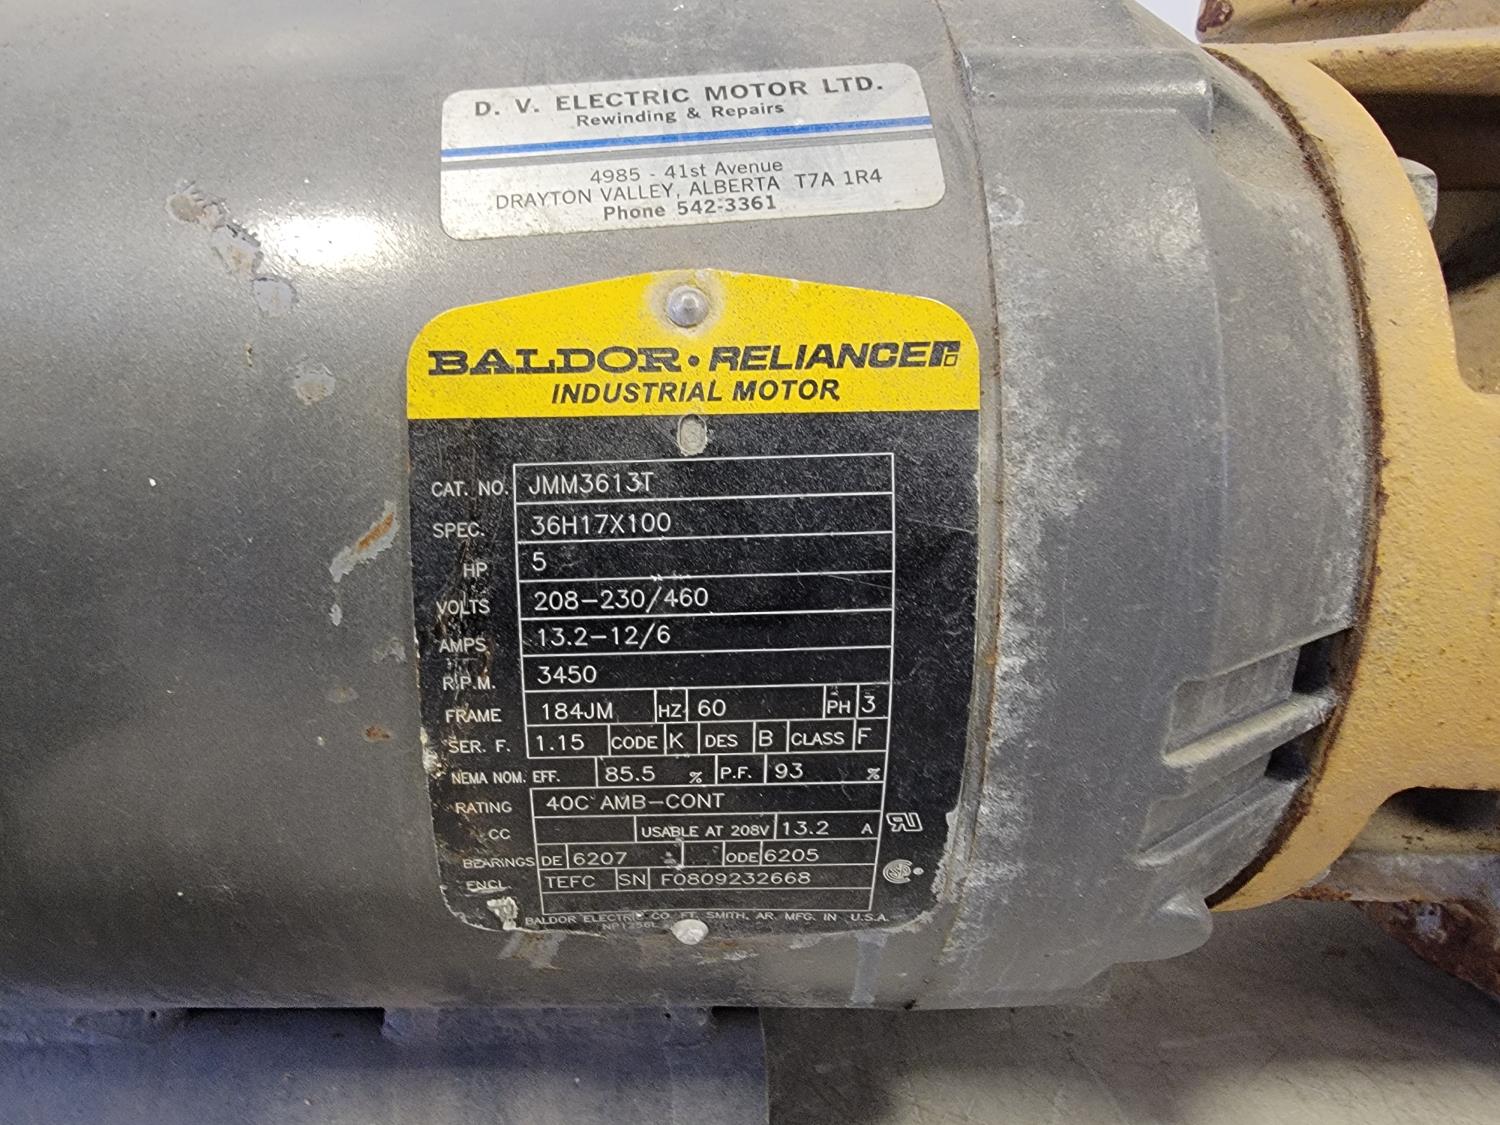 D. V. ELECTRIC MOTOR LTD.
Rewinding & Repairs
4985 - 41st Avenue
DRAYTON VALLEY, ALBERTA T7A 1R4
Phone 542-3361
BALDOR • RELIANCE
INDUSTRIAL MOTOR
CAT. NO. JMM3613T
SPEC. 36H17X100
HP 5
VOLTS 208-230/460
AMPS 13.2-12/6
R.P.M. 3450
FRAME 184JM HZ 60 PH 3
SER. F. 1.15 CODE K DES B CLASS F
NEMA NOM. EFF. 85.5 % P.F. 93 %
RATING 40C AMB-CONT
CC USABLE AT 208V 13.2 A
BEARINGS DE 6207 ODE 6205
ENCL. TEFC SN F0809232668
BALDOR ELECTRIC CO. FT. SMITH, AR. MFG. IN U.S.A.